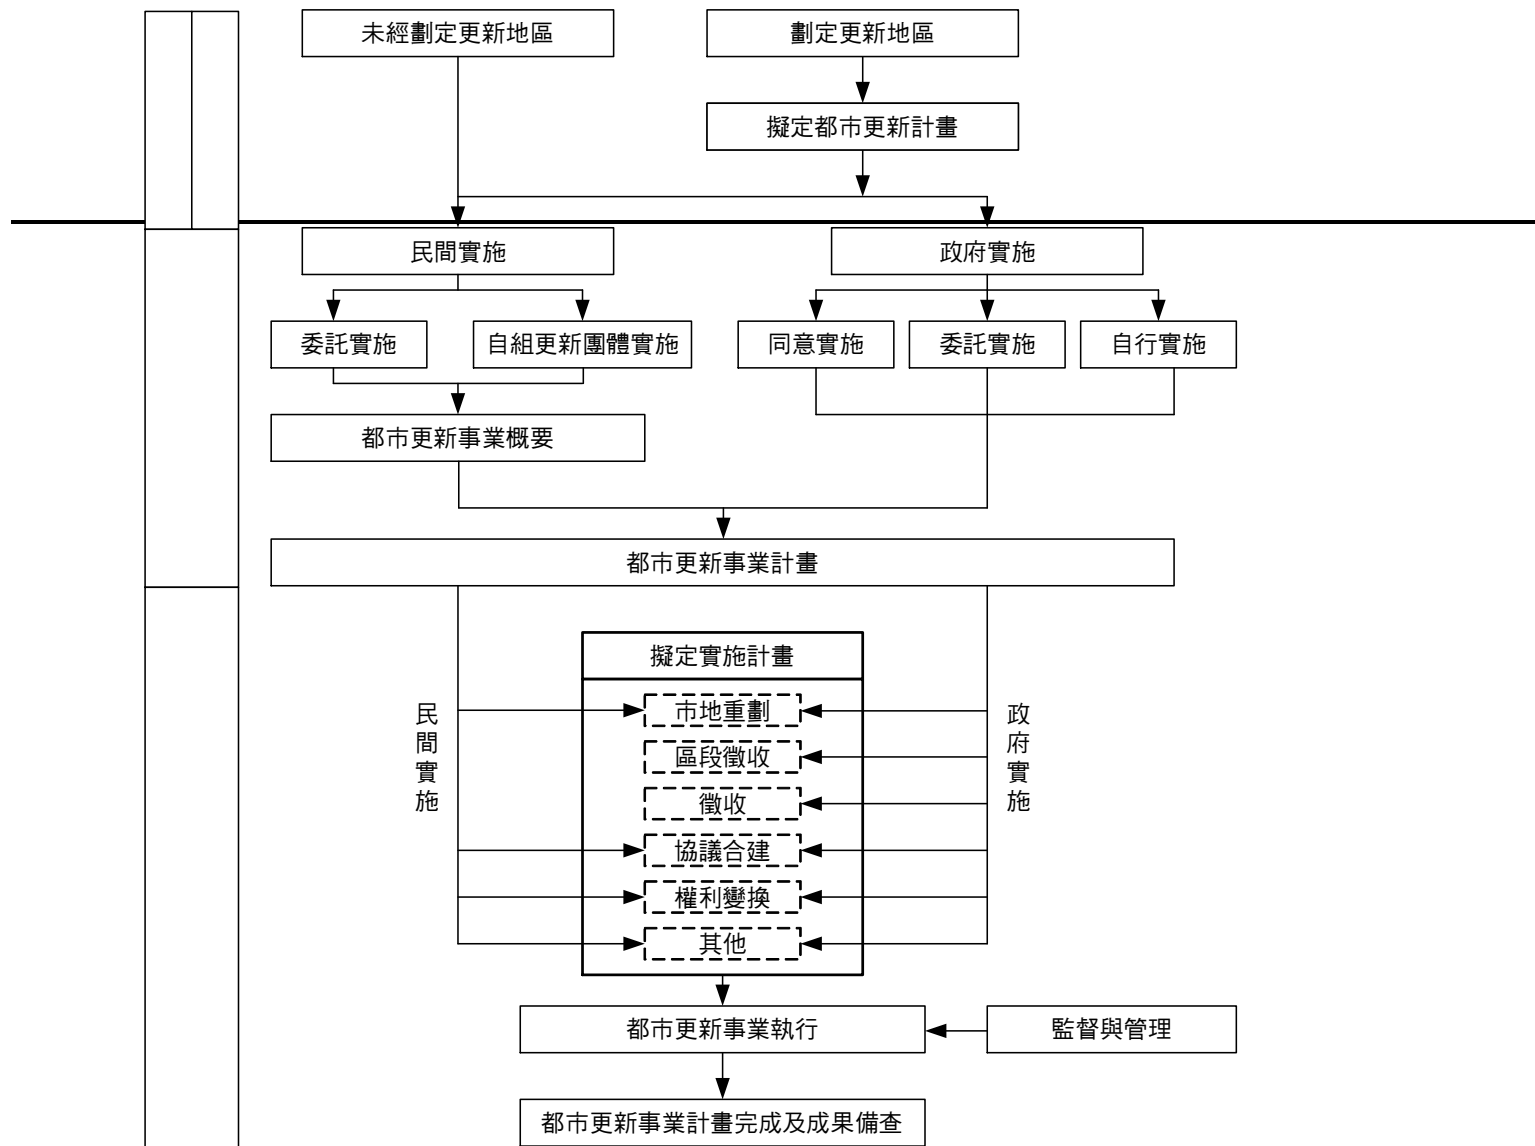 未經劃定更新地區
劃定更新地區
擬定都市更新計畫
民間實施
政府實施
委託實施
自組更新團體實施
同意實施
委託實施
自行實施
都市更新事業概要
都市更新事業計畫
擬定實施計畫
民間實施
政府實施
市地重劃
區段徵收
徵收
協議合建
權利變換
其他
都市更新事業執行
監督與管理
都市更新事業計畫完成及成果備查